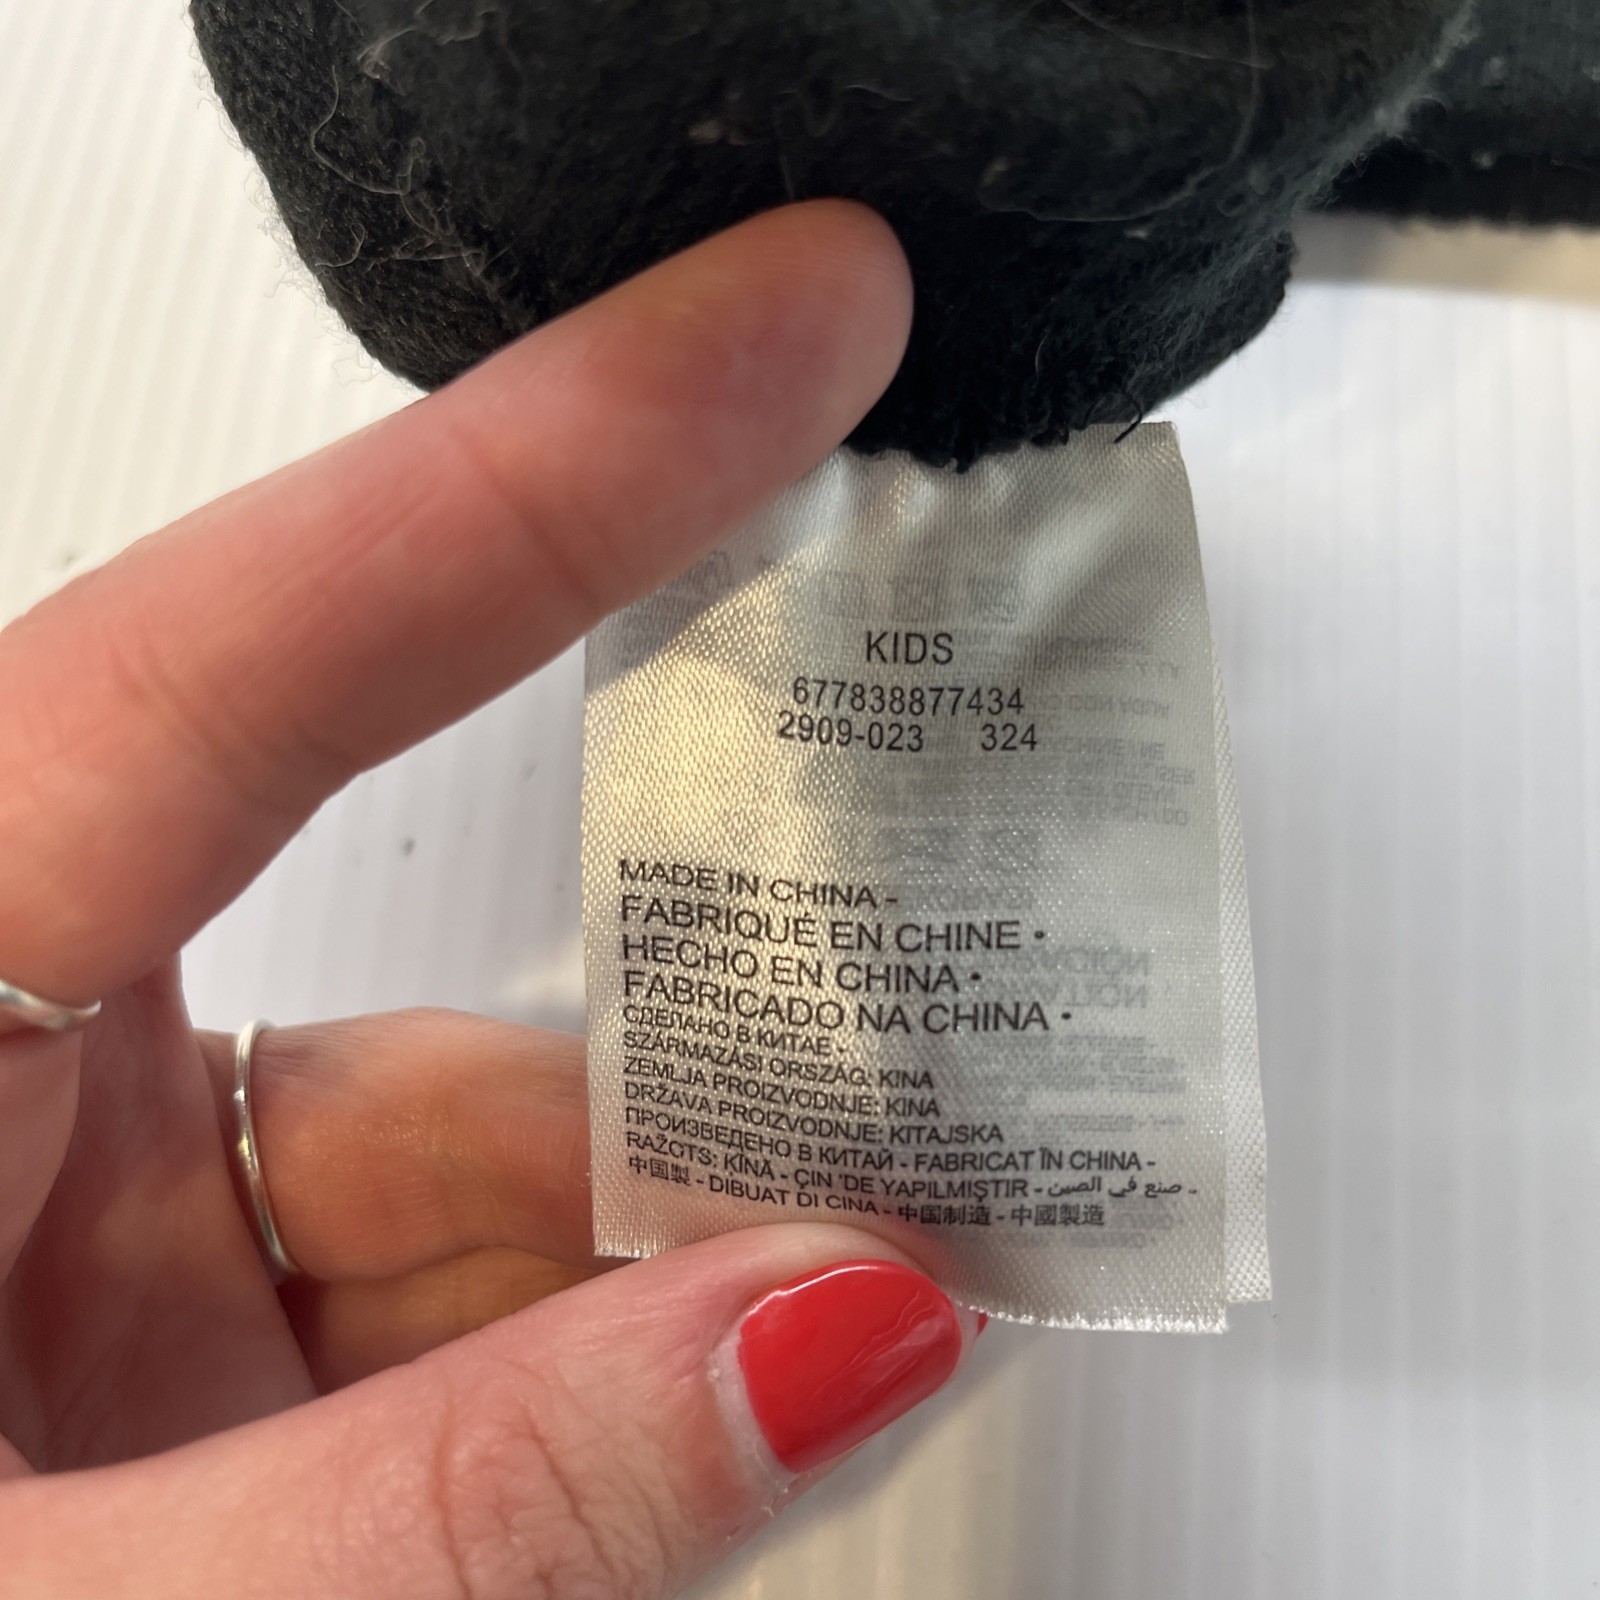 KIDS
677838877434
2909-023 324
MADE IN CHINA -
FABRIQUÉ EN CHINE •
HECHO EN CHINA •
FABRICADO NA CHINA •
СДЕЛАНО В КИТАЕ -
SZÁRMAZÁSI ORSZÁG: KÍNA
ZEMLJA PROIZVODNJE: KINA
DRŽAVA PROIZVODNJE: KITAJSKA
ПРОИЗВЕДЕНО В КИТАЙ - FABRICAT ÎN CHINA -
RAŽOTS: ĶĪNĀ - ÇIN 'DE YAPILMIŞTIR - صنع في الصين -
中国製 - DIBUAT DI CINA - 中国制造 - 中國製造